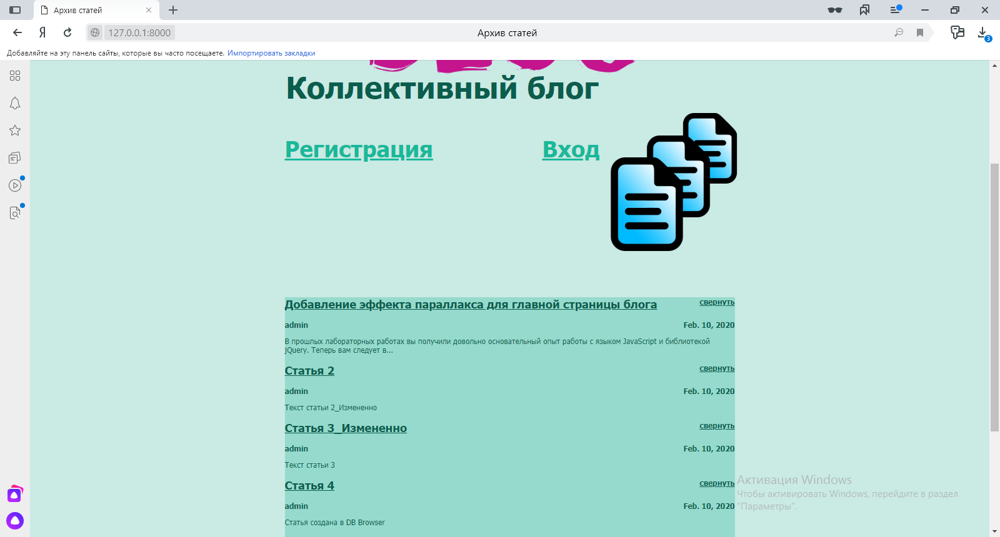 Архив статей
127.0.0.1:8000
Архив статей
3
Добавляйте на эту панель сайты, которые вы часто посещаете. Импортировать закладки
Коллективный блог
Регистрация
Вход
Добавление эффекта параллакса для главной страницы блога
свернуть
admin
Feb. 10, 2020
В прошлых лабораторных работах вы получили довольно основательный опыт работы с языком JavaScript и библиотекой
jQuery. Теперь вам следует в...
Статья 2
свернуть
admin
Feb. 10, 2020
Текст статьи 2_Измененно
Статья 3_Измененно
свернуть
admin
Feb. 10, 2020
Текст статьи 3
Статья 4
свернуть
admin
Feb. 10, 2020
Статья создана в DB Browser
Активация Windows
Чтобы активировать Windows, перейдите в раздел
"Параметры".